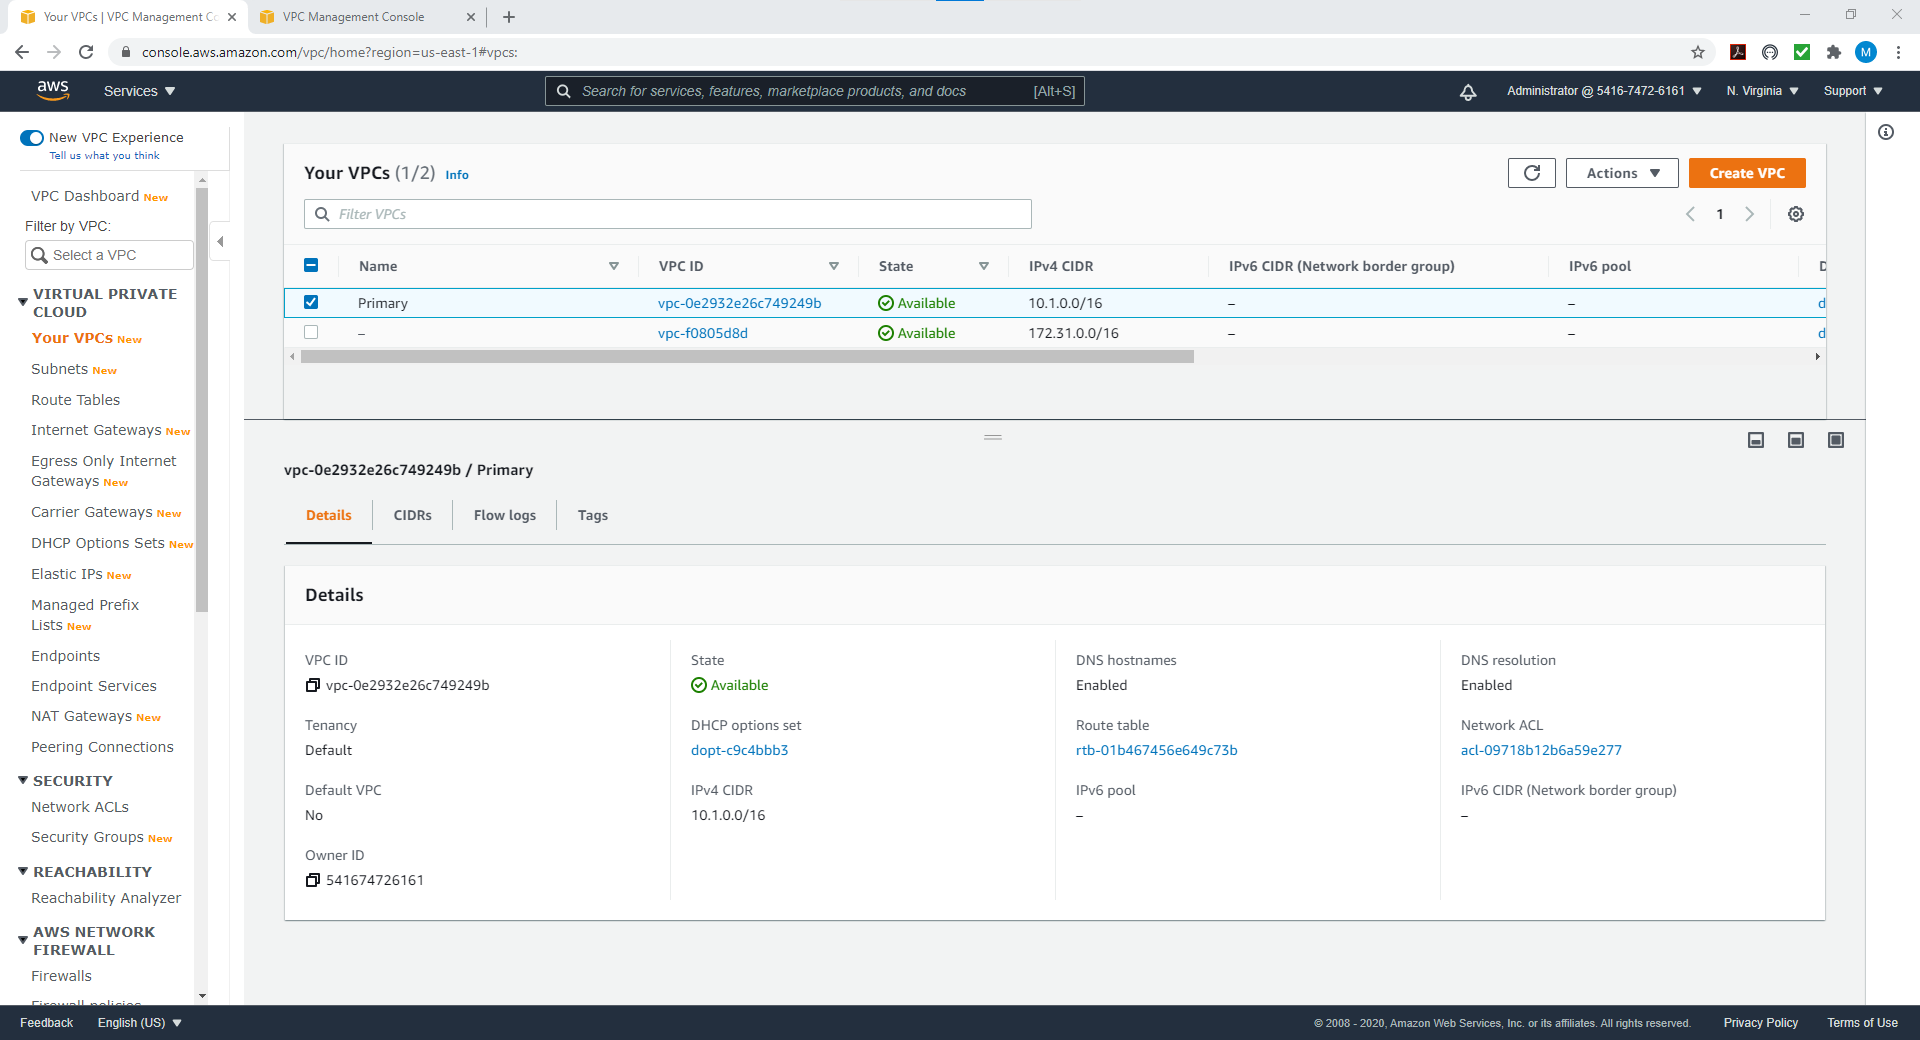 Your VPCs | VPC Management Co
VPC Management Console
console.aws.amazon.com/vpc/home?region=us-east-1#vpcs:
M
aws
Services
Search for services, features, marketplace products, and docs
[Alt+S]
Administrator @ 5416-7472-6161
N. Virginia
Support
New VPC Experience
Tell us what you think
VPC Dashboard New
Filter by VPC:
Select a VPC
VIRTUAL PRIVATE
CLOUD
Your VPCs New
Subnets New
Route Tables
Internet Gateways New
Egress Only Internet
Gateways New
Carrier Gateways New
DHCP Options Sets New
Elastic IPs New
Managed Prefix
Lists New
Endpoints
Endpoint Services
NAT Gateways New
Peering Connections
SECURITY
Network ACLs
Security Groups New
REACHABILITY
Reachability Analyzer
AWS NETWORK
FIREWALL
Firewalls
Firewall policies
Your VPCs (1/2) Info
Actions
Create VPC
Filter VPCs
1
Name VPC ID State IPv4 CIDR IPv6 CIDR (Network border group) IPv6 pool D
Primary vpc-0e2932e26c749249b Available 10.1.0.0/16 – – d
– vpc-f0805d8d Available 172.31.0.0/16 – – d
vpc-0e2932e26c749249b / Primary
Details CIDRs Flow logs Tags
Details
VPC ID
vpc-0e2932e26c749249b
State
Available
DNS hostnames
Enabled
DNS resolution
Enabled
Tenancy
Default
DHCP options set
dopt-c9c4bbb3
Route table
rtb-01b467456e649c73b
Network ACL
acl-09718b12b6a59e277
Default VPC
No
IPv4 CIDR
10.1.0.0/16
IPv6 pool
–
IPv6 CIDR (Network border group)
–
Owner ID
541674726161
Feedback
English (US)
© 2008 - 2020, Amazon Web Services, Inc. or its affiliates. All rights reserved.
Privacy Policy
Terms of Use